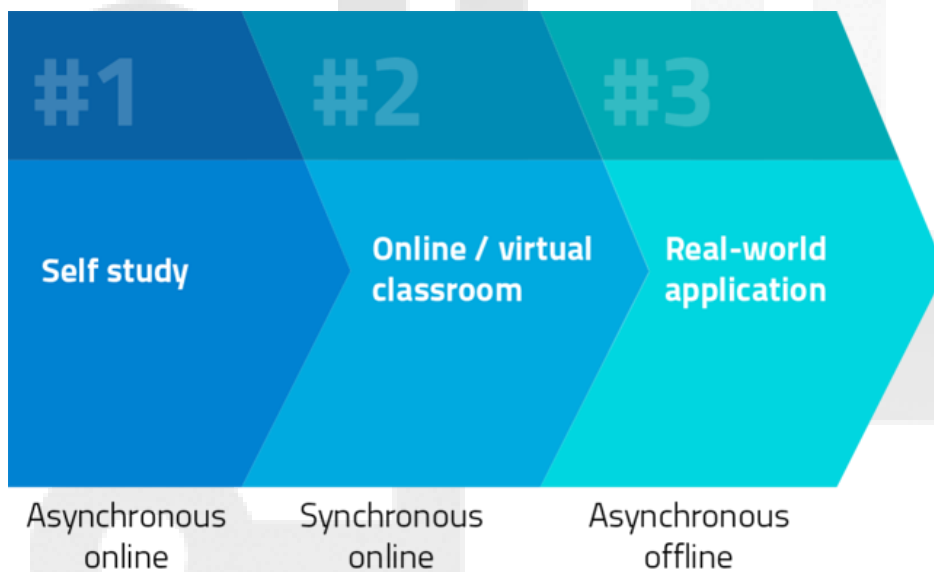 #1
#2
#3
Self study
Online / virtual
classroom
Real-world
application
Asynchronous
online
Synchronous
online
Asynchronous
offline